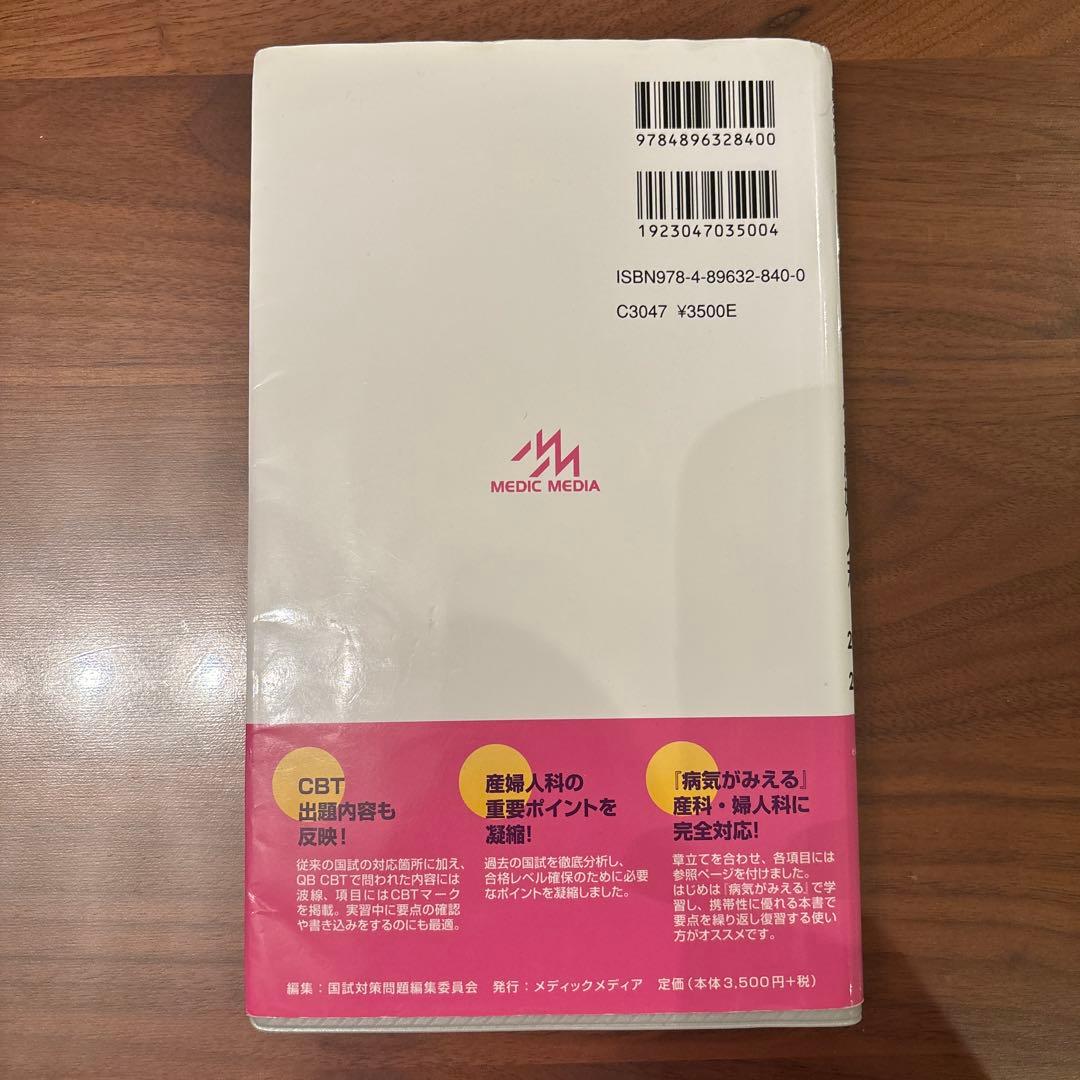 9784896328400
1923047035004
ISBN978-4-89632-840-0
C3047 ¥3500E
MEDIC MEDIA
CBT
出題内容も
反映!
従来の国試の対応箇所に加え、
QB CBTで問われた内容には
波線、項目にはCBTマーク
を掲載。実習中に要点の確認
や書き込みをするのにも最適。
産婦人科の
重要ポイントを
凝縮!
過去の国試を徹底分析し、
合格レベル確保のために必要
なポイントを凝縮しました。
『病気がみえる』
産科・婦人科に
完全対応!
章立てを合わせ、各項目には
参照ページを付けました。
はじめは『病気がみえる』で学
習し、携帯性に優れる本書で
要点を繰り返し復習する使い
方がオススメです。
編集:国試対策問題編集委員会 発行:メディックメディア 定価(本体3,500円+税)